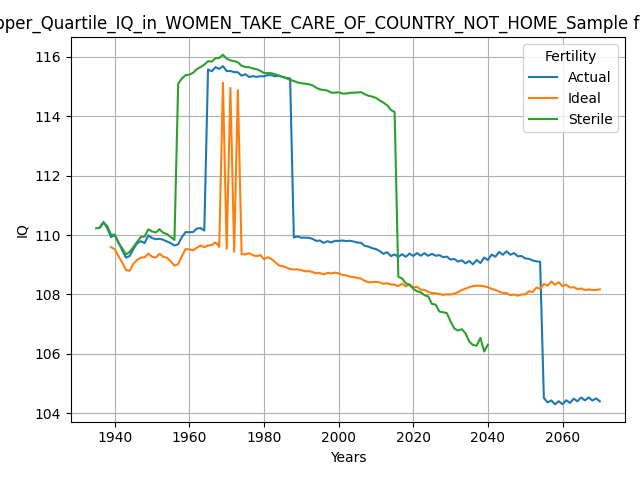 pper_Quartile_IQ_in_WOMEN_TAKE_CARE_OF_COUNTRY_NOT_HOME_Sample f
Fertility
Actual
Ideal
Sterile
IQ
116
114
112
110
108
106
104
1940 1960 1980 2000 2020 2040 2060
Years